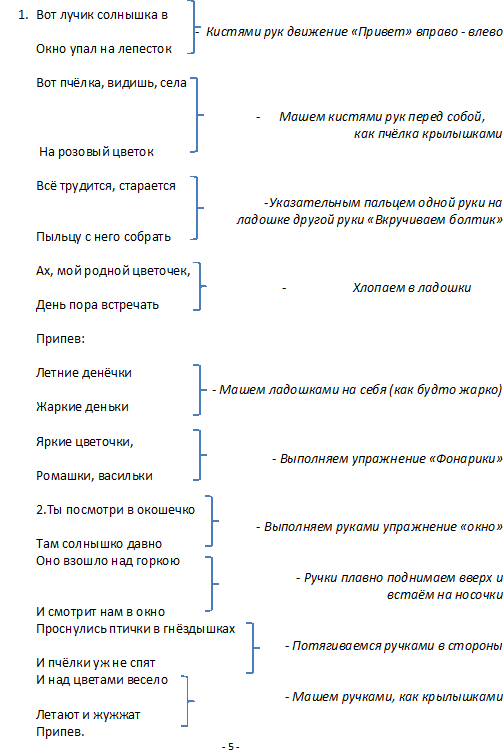 1. Вот лучик солнышка в
- Кистями рук движение «Привет» вправо - влево
Окно упал на лепесток
Вот пчёлка, видишь, села
- Машем кистями рук перед собой,
как пчёлка крылышками
На розовый цветок
Всё трудится, старается
-Указательным пальцем одной руки на
ладошке другой руки «Вкручиваем болтик»
Пыльцу с него собрать
Ах, мой родной цветочек,
- Хлопаем в ладошки
День пора встречать
Припев:
Летние денёчки
- Машем ладошками на себя (как будто жарко)
Жаркие деньки
Яркие цветочки,
- Выполняем упражнение «Фонарики»
Ромашки, васильки
2.Ты посмотри в окошечко
- Выполняем руками упражнение «окно»
Там солнышко давно
Оно взошло над горкою
- Ручки плавно поднимаем вверх и
встаём на носочки
И смотрит нам в окно
Проснулись птички в гнёздышках
- Потягиваемся ручками в стороны
И пчёлки уж не спят
И над цветами весело
- Машем ручками, как крылышками
Летают и жужжат
Припев.
- 5 -